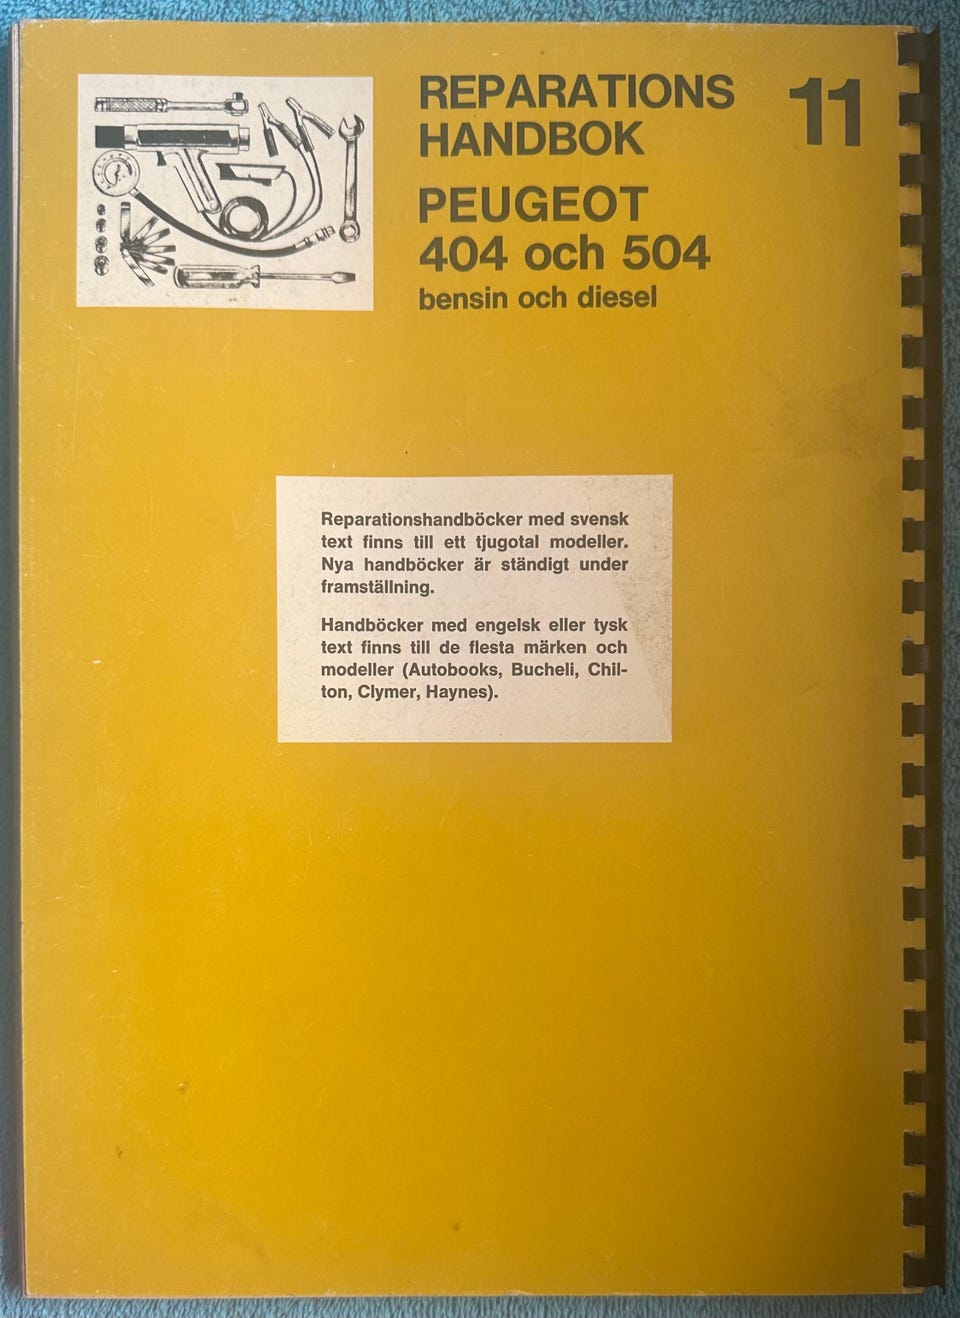 REPARATIONS
HANDBOK
11
PEUGEOT
404 och 504
bensin och diesel
Reparationshandböcker med svensk
text finns till ett tjugotal modeller.
Nya handböcker är ständigt under
framställning.
Handböcker med engelsk eller tysk
text finns till de flesta märken och
modeller (Autobooks, Bucheli, Chil-
ton, Clymer, Haynes).